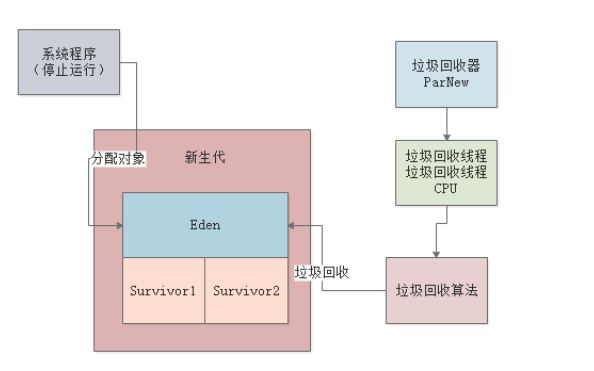 系统程序
（停止运行）
垃圾回收器
ParNew
分配对象
新生代
垃圾回收线程
垃圾回收线程
CPU
Eden
垃圾回收
Survivor1
Survivor2
垃圾回收算法